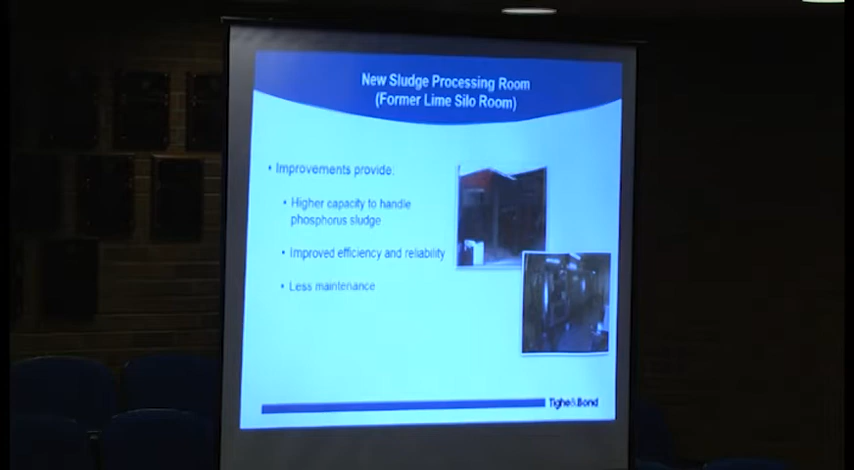 New Sludge Processing Room
(Former Lime Silo Room)
• Improvements provide:
• Higher capacity to handle
phosphorus sludge
• Improved efficiency and reliability
• Less maintenance
Tighe&Bond